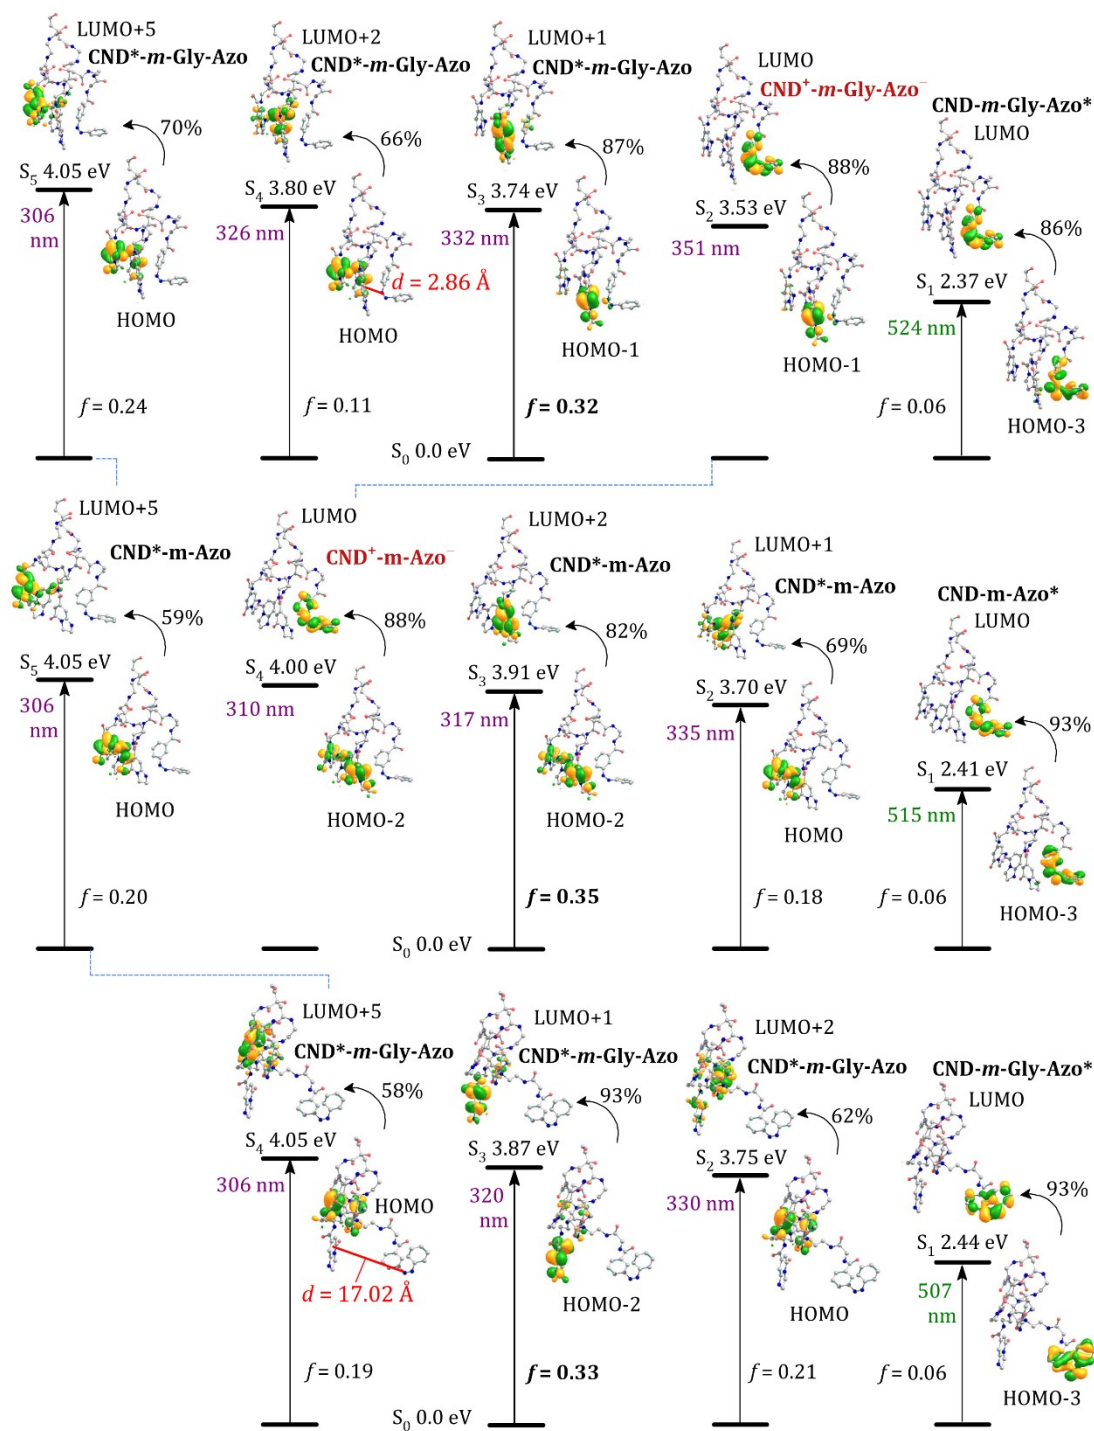 LUMO+5
CND*-m-Gly-Azo
70%
S5 4.05 eV
306
nm
HOMO
f = 0.24
LUMO+2
CND*-m-Gly-Azo
66%
S4 3.80 eV
326 nm
d = 2.86 Å
HOMO
f = 0.11
LUMO+1
CND*-m-Gly-Azo
87%
S3 3.74 eV
332 nm
HOMO-1
f = 0.32
S0 0.0 eV
LUMO
CND+-m-Gly-Azo−
88%
S2 3.53 eV
351 nm
HOMO-1
CND-m-Gly-Azo*
LUMO
86%
S1 2.37 eV
524 nm
HOMO-3
f = 0.06
LUMO+5
CND*-m-Azo
59%
S5 4.05 eV
306
nm
HOMO
f = 0.20
LUMO
CND+-m-Azo−
88%
S4 4.00 eV
310 nm
HOMO-2
LUMO+2
CND*-m-Azo
82%
S3 3.91 eV
317 nm
HOMO-2
f = 0.35
S0 0.0 eV
LUMO+1
CND*-m-Azo
69%
S2 3.70 eV
335 nm
HOMO
f = 0.18
CND-m-Azo*
LUMO
93%
S1 2.41 eV
515 nm
HOMO-3
f = 0.06
LUMO+5
CND*-m-Gly-Azo
58%
S4 4.05 eV
306 nm
HOMO
d = 17.02 Å
f = 0.19
LUMO+1
CND*-m-Gly-Azo
93%
S3 3.87 eV
320
nm
HOMO-2
f = 0.33
S0 0.0 eV
LUMO+2
CND*-m-Gly-Azo
62%
S2 3.75 eV
330 nm
HOMO
f = 0.21
CND-m-Gly-Azo*
LUMO
93%
S1 2.44 eV
507
nm
HOMO-3
f = 0.06